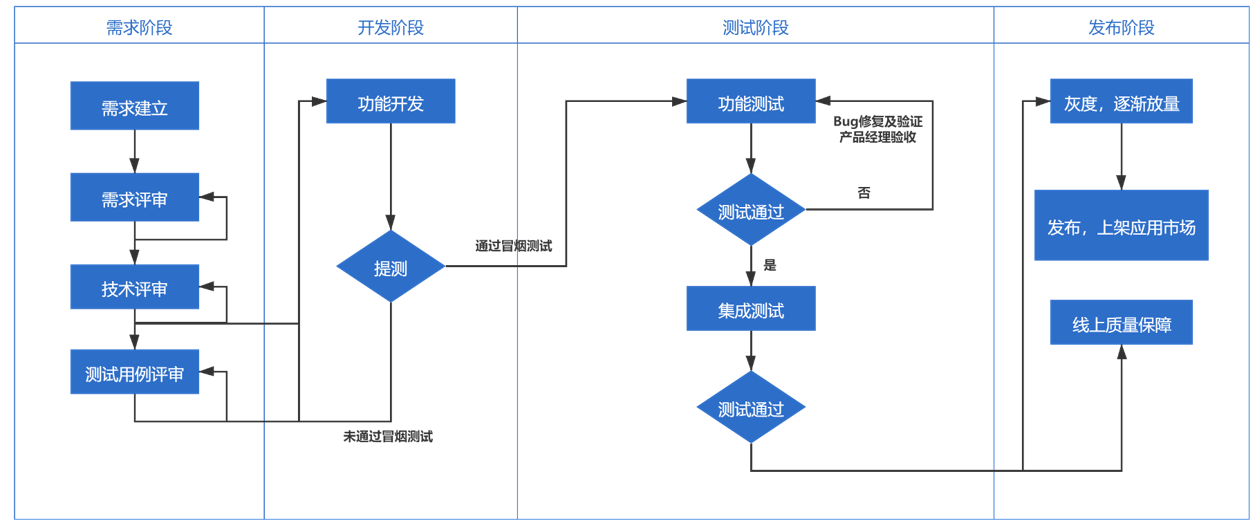 需求阶段
开发阶段
测试阶段
发布阶段
需求建立
需求评审
技术评审
测试用例评审
功能开发
提测
通过冒烟测试
未通过冒烟测试
功能测试
Bug修复及验证
产品经理验收
测试通过
否
是
集成测试
测试通过
灰度，逐渐放量
发布，上架应用市场
线上质量保障